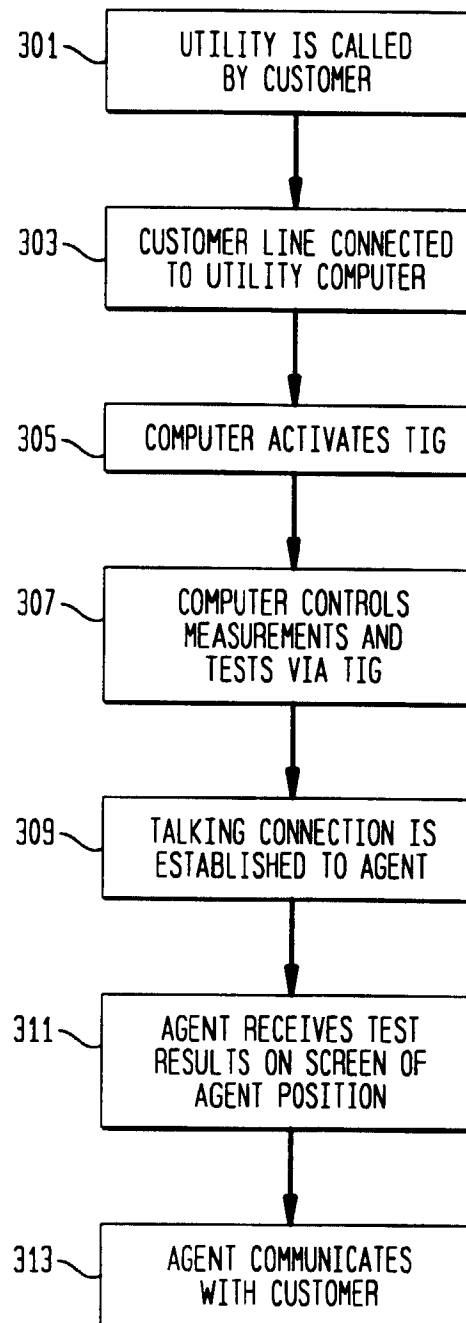 301
UTILITY IS CALLED
BY CUSTOMER
303
CUSTOMER LINE CONNECTED
TO UTILITY COMPUTER
305
COMPUTER ACTIVATES TIG
307
COMPUTER CONTROLS
MEASUREMENTS AND
TESTS VIA TIG
309
TALKING CONNECTION IS
ESTABLISHED TO AGENT
311
AGENT RECEIVES TEST
RESULTS ON SCREEN OF
AGENT POSITION
313
AGENT COMMUNICATES
WITH CUSTOMER